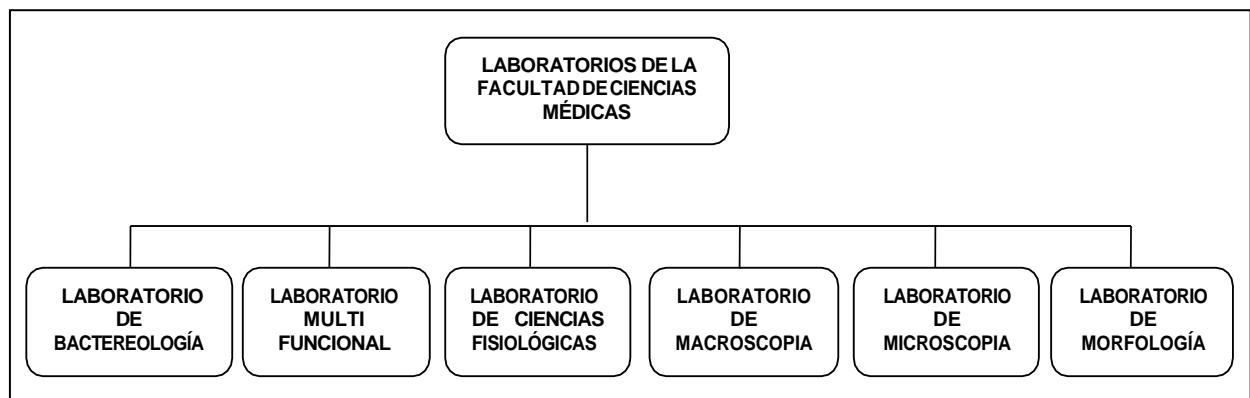 LABORATORIOS DE LA
FACULTAD DE CIENCIAS
MÉDICAS
LABORATORIO
DE
BACTEREOLOGÍA
LABORATORIO
MULTI
FUNCIONAL
LABORATORIO
DE CIENCIAS
FISIOLÓGICAS
LABORATORIO
DE
MACROSCOPIA
LABORATORIO
DE
MICROSCOPIA
LABORATORIO
DE
MORFOLOGÍA